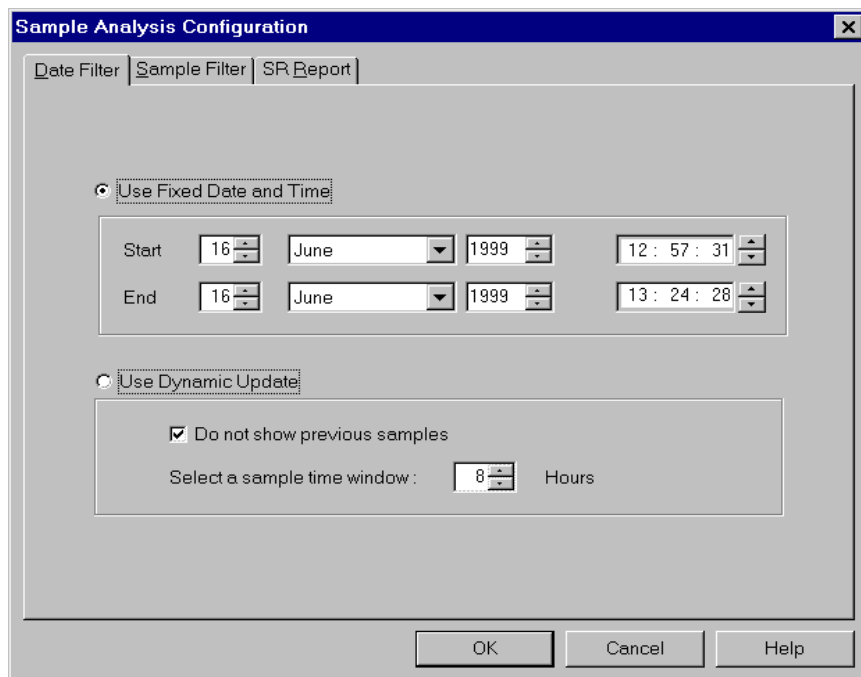 Sample Analysis Configuration
Date Filter Sample Filter SR Report
Use Fixed Date and Time
Start 16 June 1999 12 : 57 : 31
End 16 June 1999 13 : 24 : 28
Use Dynamic Update
Do not show previous samples
Select a sample time window : 8 Hours
OK Cancel Help